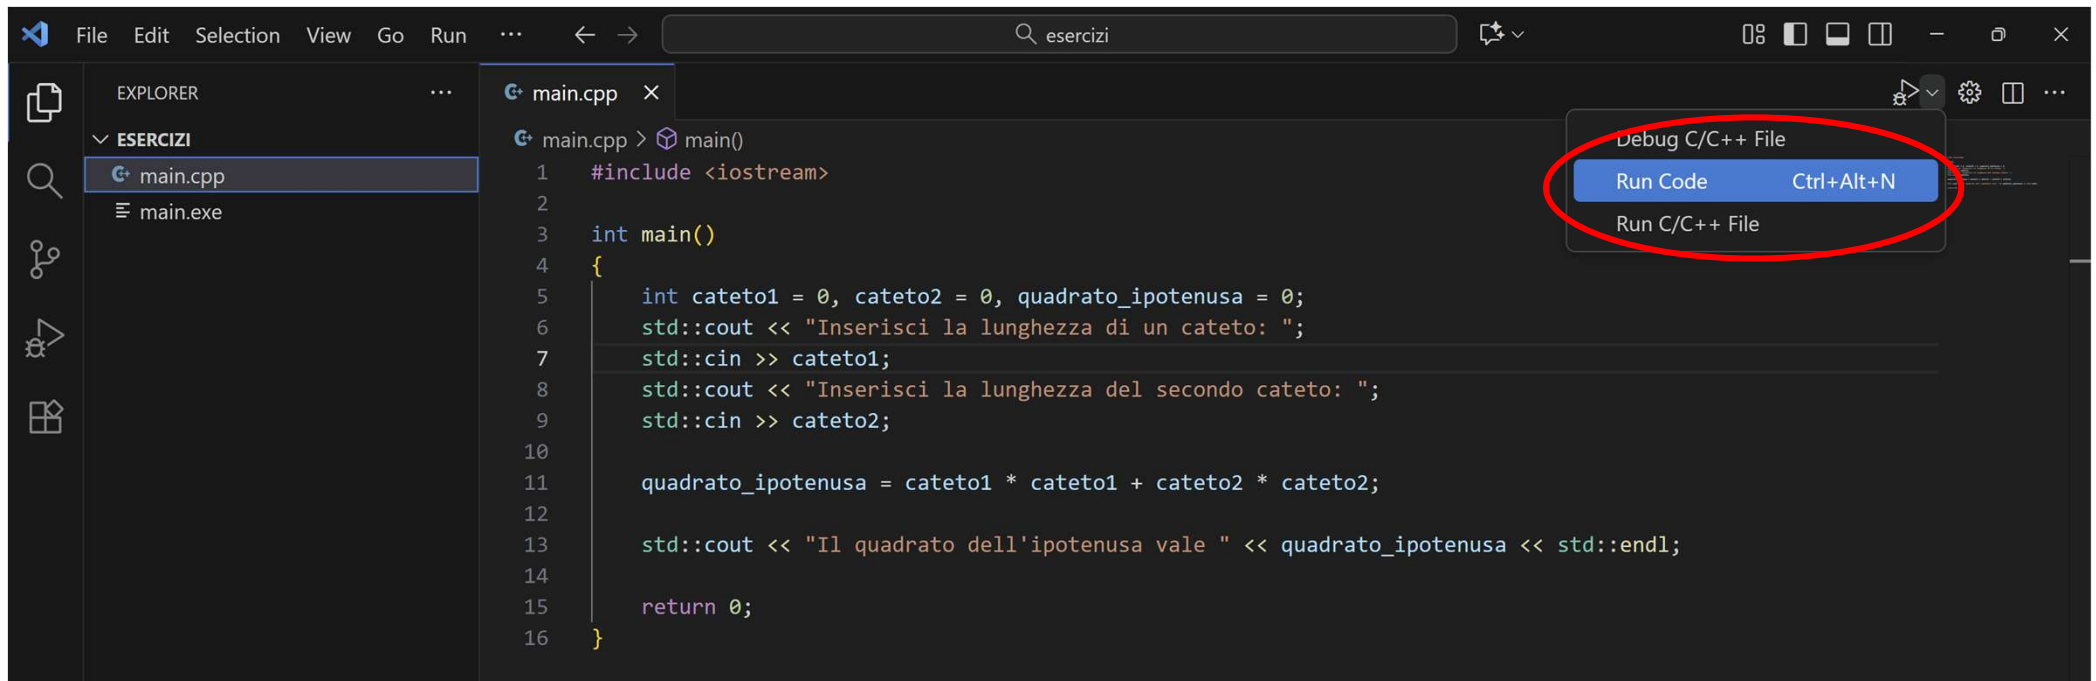 File Edit Selection View Go Run ··· esercizi
EXPLORER ···
ESERCIZI
main.cpp
main.exe
main.cpp
main.cpp > main()
1 #include <iostream>
2
3 int main()
4 {
5 int cateto1 = 0, cateto2 = 0, quadrato_ipotenusa = 0;
6 std::cout << "Inserisci la lunghezza di un cateto: ";
7 std::cin >> cateto1;
8 std::cout << "Inserisci la lunghezza del secondo cateto: ";
9 std::cin >> cateto2;
10
11 quadrato_ipotenusa = cateto1 * cateto1 + cateto2 * cateto2;
12
13 std::cout << "Il quadrato dell'ipotenusa vale " << quadrato_ipotenusa << std::endl;
14
15 return 0;
16 }
Debug C/C++ File
Run Code Ctrl+Alt+N
Run C/C++ File